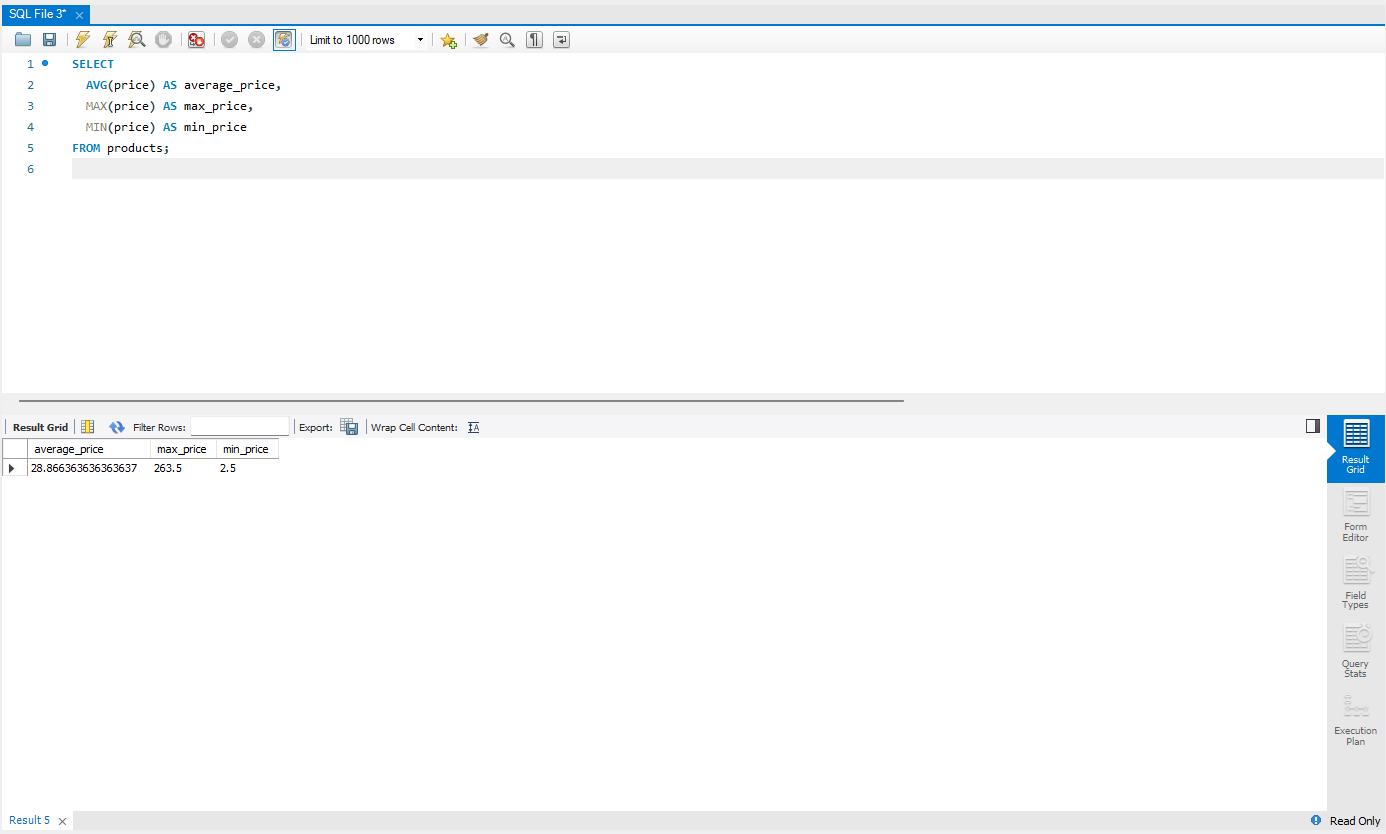 SQL File 3*
Limit to 1000 rows
1 SELECT
2 AVG(price) AS average_price,
3 MAX(price) AS max_price,
4 MIN(price) AS min_price
5 FROM products;
6
Result Grid Filter Rows: Export: Wrap Cell Content:
average_price max_price min_price
28.866363636363637 263.5 2.5
Result
Grid
Form
Editor
Field
Types
Query
Stats
Execution
Plan
Result 5 Read Only